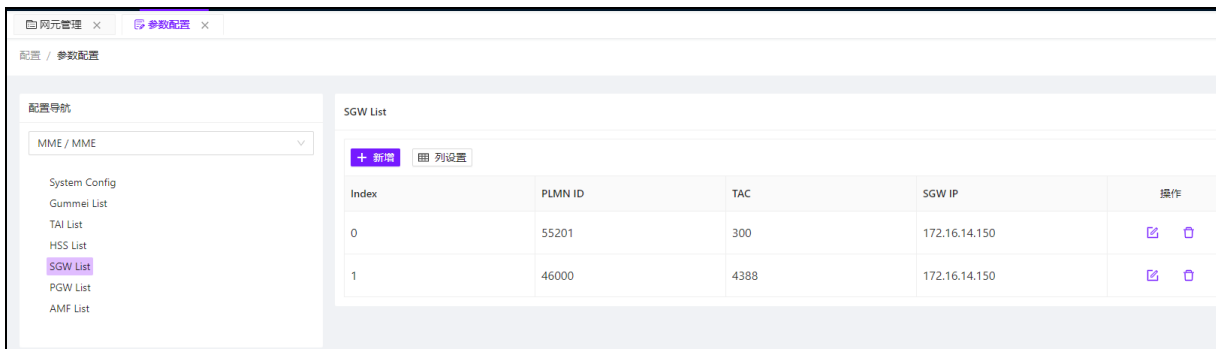 网元管理 参数配置
配置 / 参数配置
配置导航
MME / MME
System Config
Gummei List
TAI List
HSS List
SGW List
PGW List
AMF List
SGW List
新增 列设置
Index PLMN ID TAC SGW IP 操作
0 55201 300 172.16.14.150
1 46000 4388 172.16.14.150